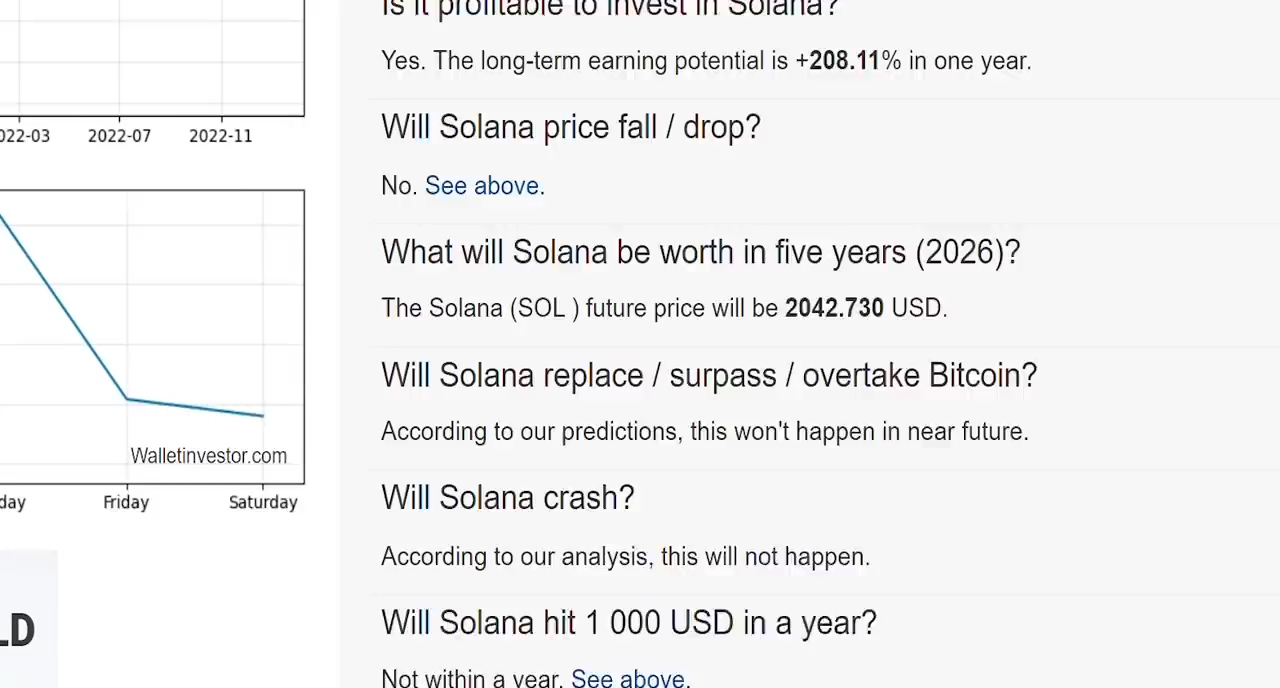 Is it profitable to invest in Solana?
Yes. The long-term earning potential is +208.11% in one year.
022-03 2022-07 2022-11
Will Solana price fall / drop?
No. See above.
What will Solana be worth in five years (2026)?
The Solana (SOL ) future price will be 2042.730 USD.
Will Solana replace / surpass / overtake Bitcoin?
According to our predictions, this won't happen in near future.
Walletinvestor.com
day Friday Saturday
Will Solana crash?
According to our analysis, this will not happen.
LD
Will Solana hit 1 000 USD in a year?
Not within a year. See above.